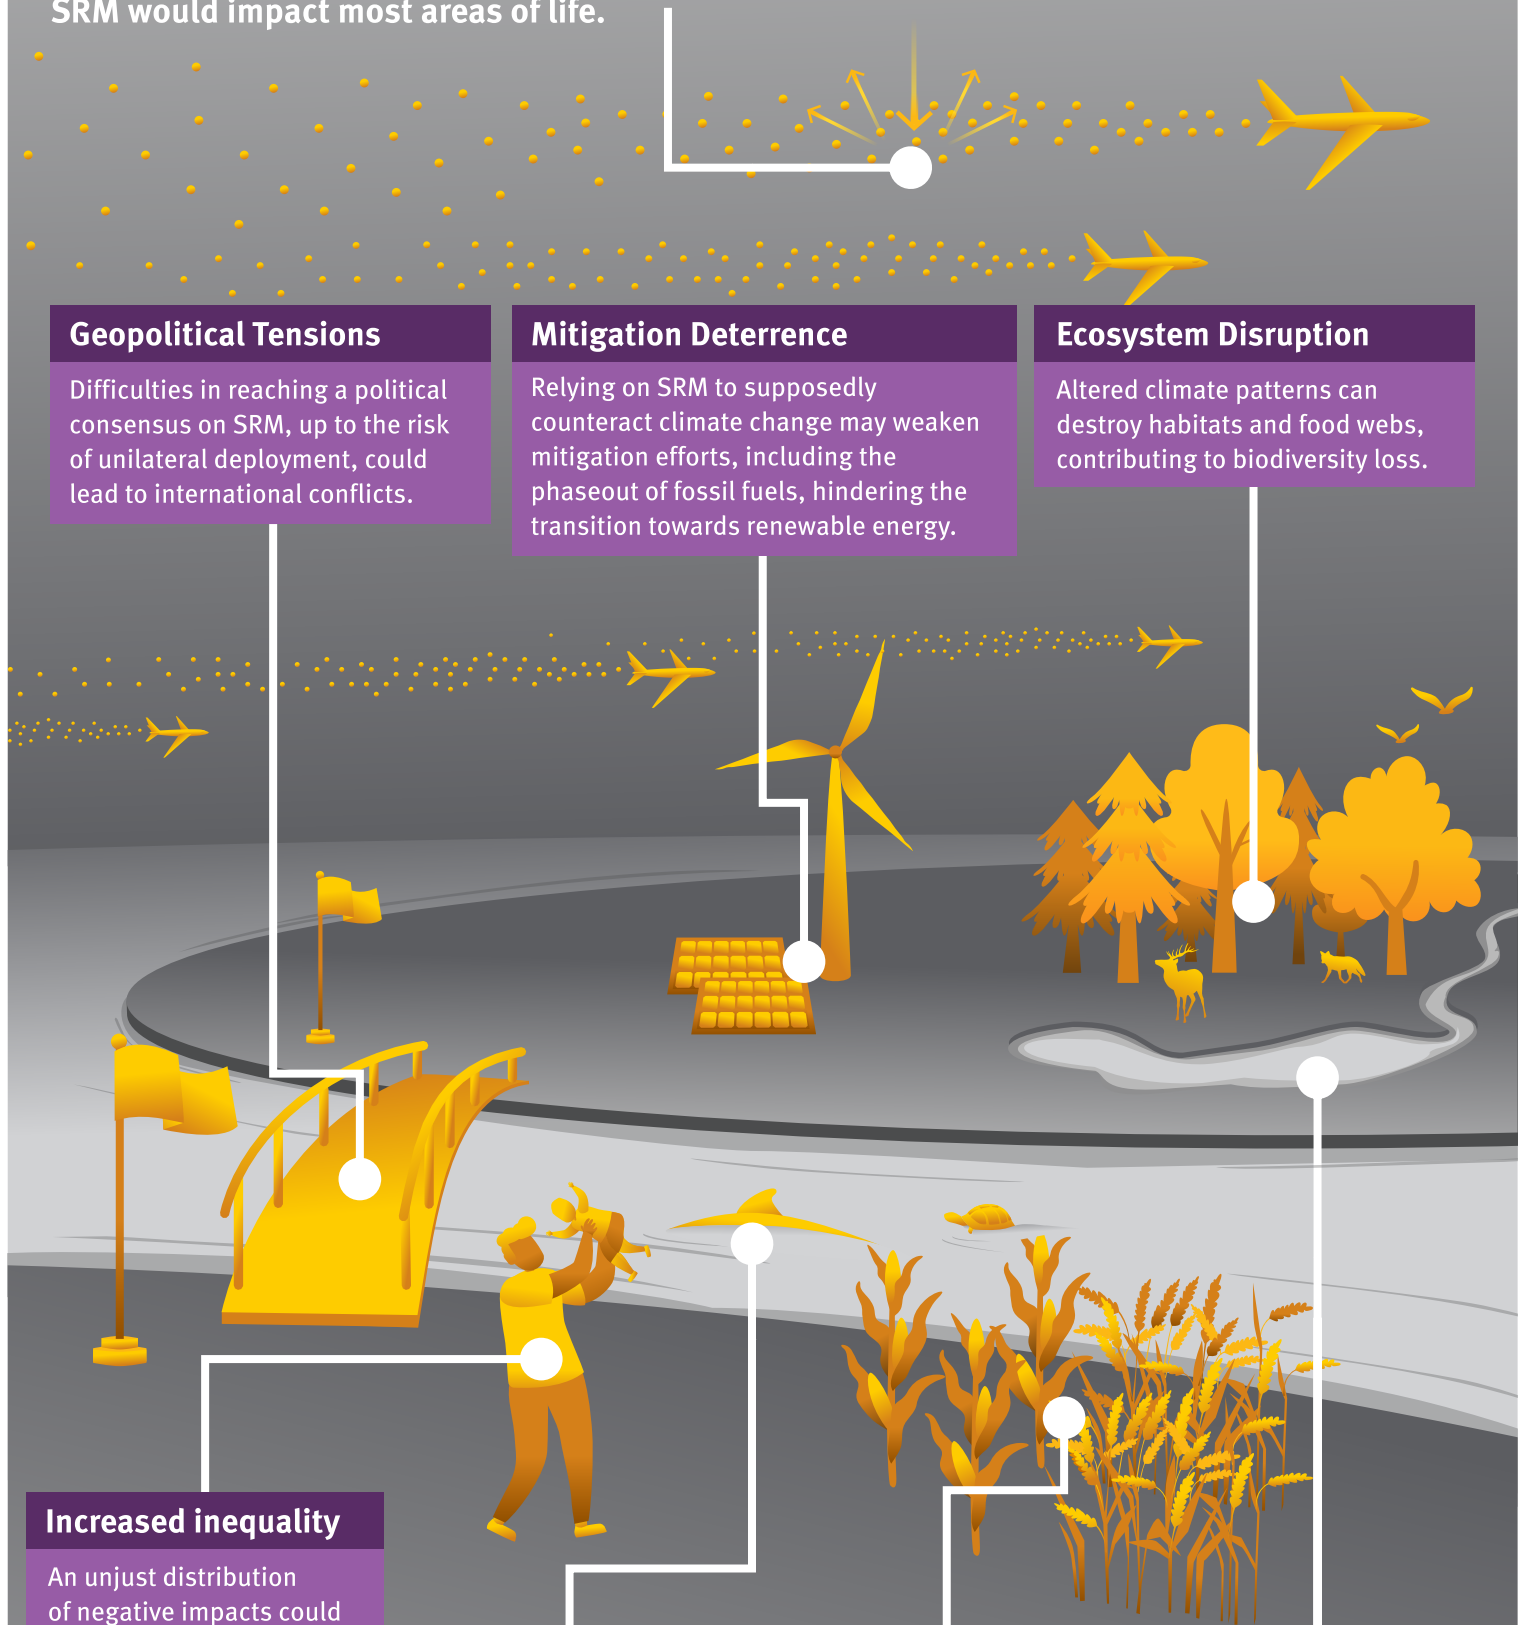 SRM would impact most areas of life.
Geopolitical Tensions
Difficulties in reaching a political
consensus on SRM, up to the risk
of unilateral deployment, could
lead to international conflicts.
Mitigation Deterrence
Relying on SRM to supposedly
counteract climate change may weaken
mitigation efforts, including the
phaseout of fossil fuels, hindering the
transition towards renewable energy.
Ecosystem Disruption
Altered climate patterns can
destroy habitats and food webs,
contributing to biodiversity loss.
Increased inequality
An unjust distribution
of negative impacts could